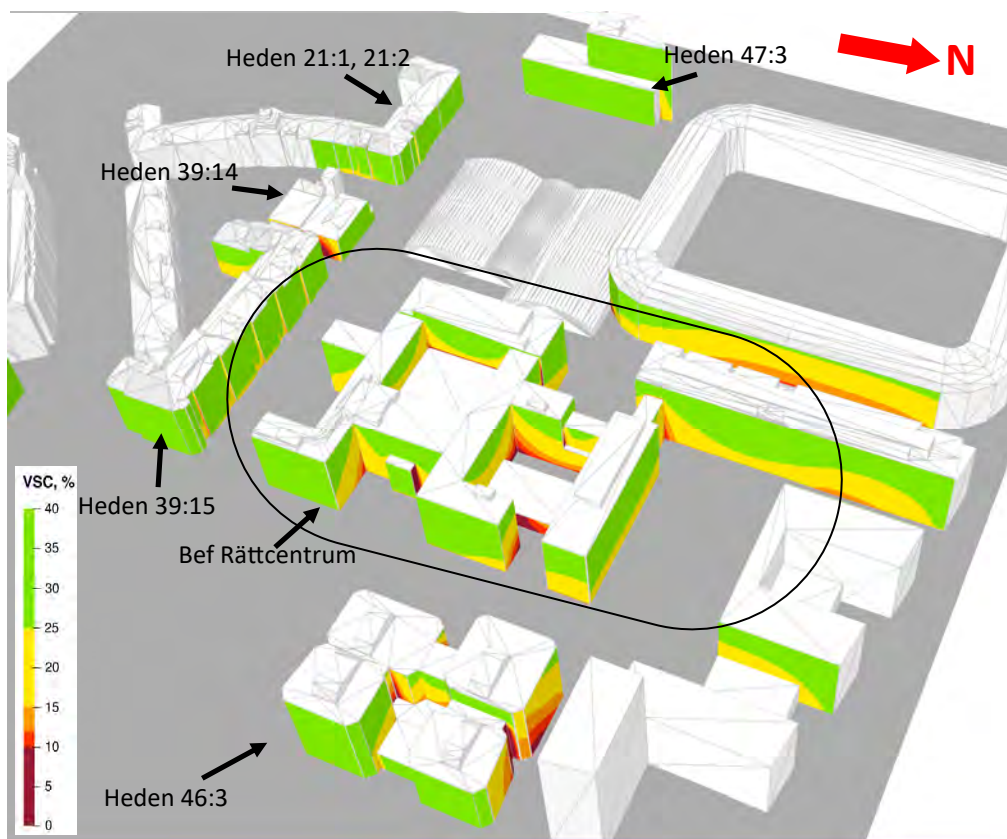 Heden 21:1, 21:2
Heden 47:3
N
Heden 39:14
VSC, %
40
35
30
25
20
15
10
5
0
Heden 39:15
Bef Rättcentrum
Heden 46:3